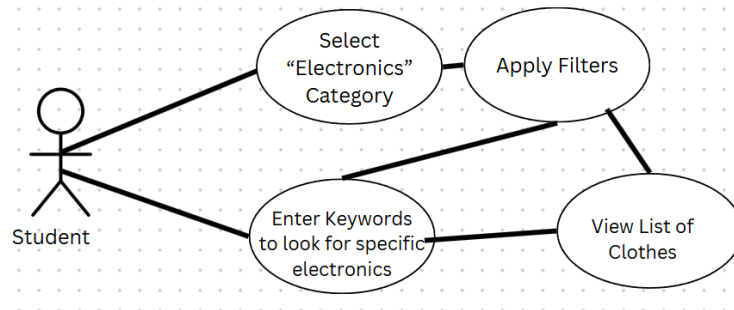 Select
“Electronics”
Category
Apply Filters
Student
Enter Keywords
to look for specific
electronics
View List of
Clothes